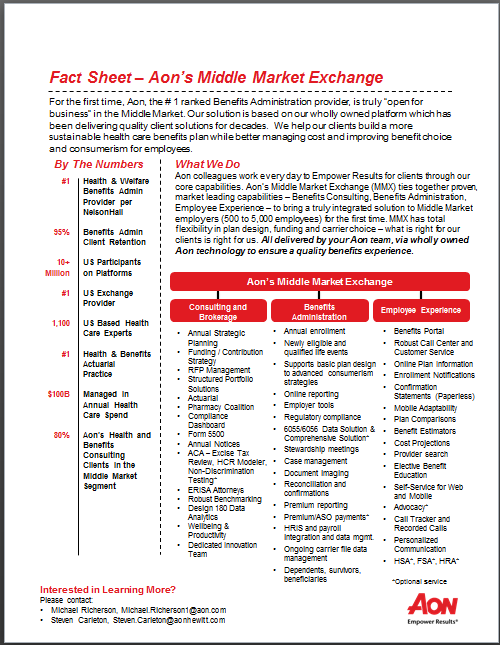 Fact Sheet – Aon's Middle Market Exchange
For the first time, Aon, the # 1 ranked Benefits Administration provider, is truly "open for
business" in the Middle Market. Our solution is based on our wholly owned platform which has
been delivering quality client solutions for decades. We help our clients build a more
sustainable health care benefits plan while better managing cost and improving benefit choice
and consumerism for employees.
By The Numbers
#1 Health & Welfare
Benefits Admin
Provider per
NelsonHall
95% Benefits Admin
Client Retention
10+ US Participants
Million on Platforms
#1 US Exchange
Provider
1,100 US Based Health
Care Experts
#1 Health & Benefits
Actuarial
Practice
$100B Managed in
Annual Health
Care Spend
80% Aon's Health and
Benefits
Consulting
Clients in the
Middle Market
Segment
What We Do
Aon colleagues work every day to Empower Results for clients through our
core capabilities. Aon's Middle Market Exchange (MMX) ties together proven,
market leading capabilities – Benefits Consulting, Benefits Administration,
Employee Experience – to bring a truly integrated solution to Middle Market
employers (500 to 5,000 employees) for the first time. MMX has total
flexibility in plan design, funding and carrier choice – what is right for our
clients is right for us. All delivered by your Aon team, via wholly owned
Aon technology to ensure a quality benefits experience.
Aon's Middle Market Exchange
Consulting and
Brokerage
• Annual Strategic
Planning
• Funding / Contribution
Strategy
• RFP Management
• Structured Portfolio
Solutions
• Actuarial
• Pharmacy Coalition
• Compliance
Dashboard
• Form 5500
• Annual Notices
• ACA – Excise Tax
Review, HCR Modeler,
Non-Discrimination
Testing*
• ERISA Attorneys
• Robust Benchmarking
• Design 180 Data
Analytics
• Wellbeing &
Productivity
• Dedicated Innovation
Team
Benefits
Administration
• Annual enrollment
• Newly eligible and
qualified life events
• Supports basic plan design
to advanced consumerism
strategies
• Online reporting
• Employer tools
• Regulatory compliance
• 6055/6056 Data Solution &
Comprehensive Solution*
• Stewardship meetings
• Case management
• Document imaging
• Reconciliation and
confirmations
• Premium reporting
• Premium/ASO payments*
• HRIS and payroll
integration and data mgmt.
• Ongoing carrier file data
management
• Dependents, survivors,
beneficiaries
Employee Experience
• Benefits Portal
• Robust Call Center and
Customer Service
• Online Plan Information
• Enrollment Notifications
• Confirmation
Statements (Paperless)
• Mobile Adaptability
• Plan Comparisons
• Benefit Estimators
• Cost Projections
• Provider search
• Elective Benefit
Education
• Self-Service for Web
and Mobile
• Advocacy*
• Call Tracker and
Recorded Calls
• Personalized
Communication
• HSA*, FSA*, HRA*
*Optional service
Interested in Learning More?
Please contact:
• Michael Richerson, Michael.Richerson1@aon.com
• Steven Carleton, Steven.Carleton@aonhewitt.com
AON
Empower Results®